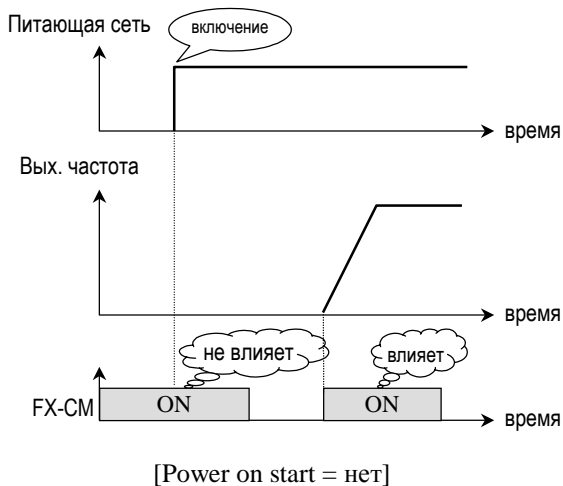 Питающая сеть
включение
время
Вых. частота
время
не влияет
влияет
FX-CM
ON
ON
время
[Power on start = нет]